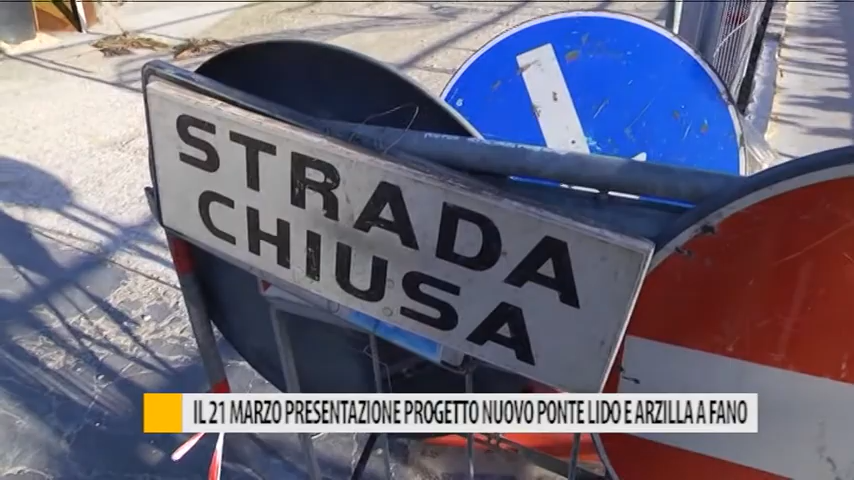 STRADA
CHIUSA
IL 21 MARZO PRESENTAZIONE PROGETTO NUOVO PONTE LIDO E ARZILLA A FANO